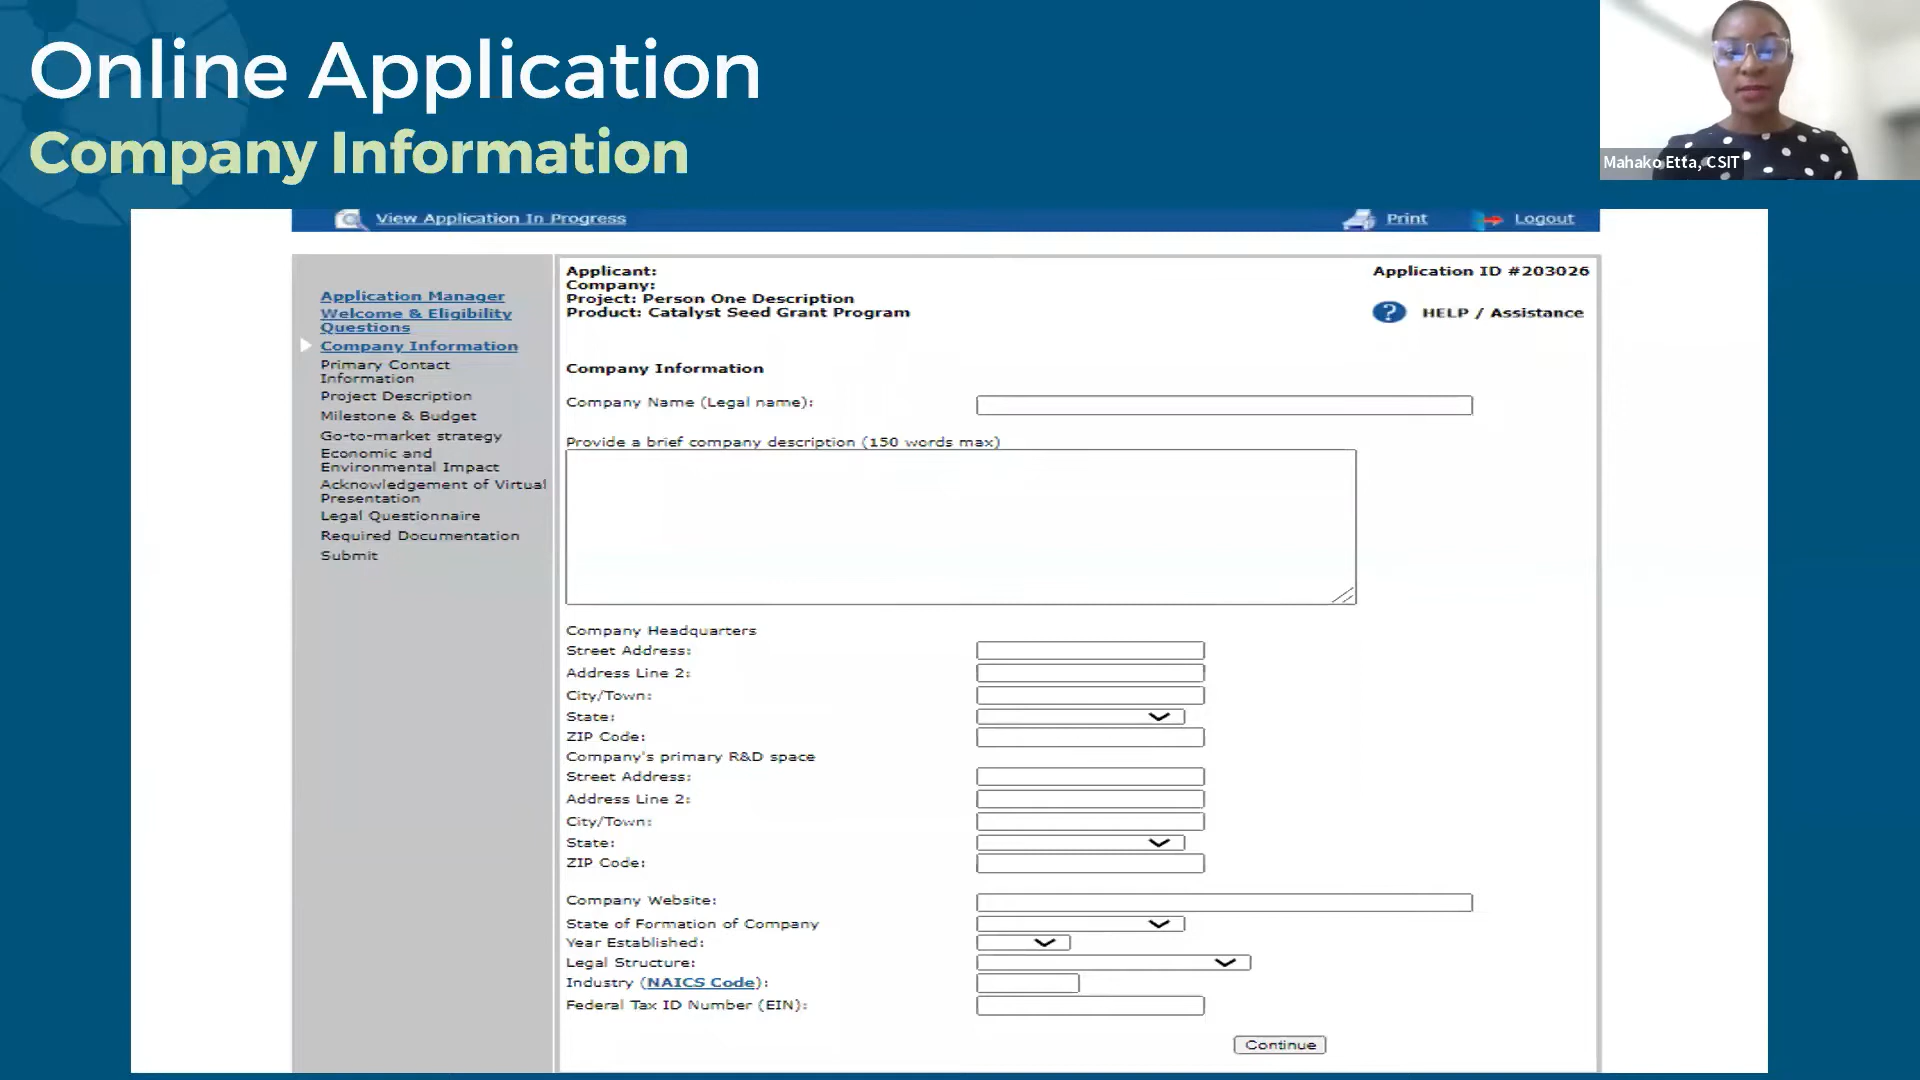 Online Application
Company Information
Mahako Etta, CSIT
View Application In Progress
Print
Logout
Application Manager
Welcome & Eligibility
Questions
Company Information
Primary Contact
Information
Project Description
Milestone & Budget
Go-to-market strategy
Economic and
Environmental Impact
Acknowledgement of Virtual
Presentation
Legal Questionnaire
Required Documentation
Submit
Applicant:
Company:
Project: Person One Description
Product: Catalyst Seed Grant Program
Application ID #203026
? HELP / Assistance
Company Information
Company Name (Legal name):
Provide a brief company description (150 words max)
Company Headquarters
Street Address:
Address Line 2:
City/Town:
State:
ZIP Code:
Company's primary R&D space
Street Address:
Address Line 2:
City/Town:
State:
ZIP Code:
Company Website:
State of Formation of Company
Year Established:
Legal Structure:
Industry (NAICS Code):
Federal Tax ID Number (EIN):
Continue